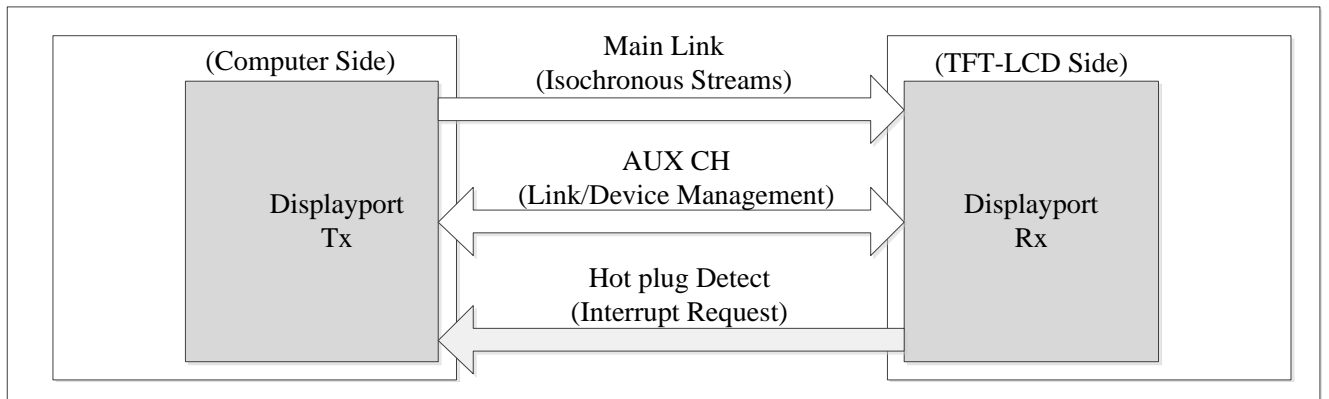 (Computer Side)
Main Link
(Isochronous Streams)
(TFT-LCD Side)
AUX CH
(Link/Device Management)
Displayport
Tx
Displayport
Rx
Hot plug Detect
(Interrupt Request)